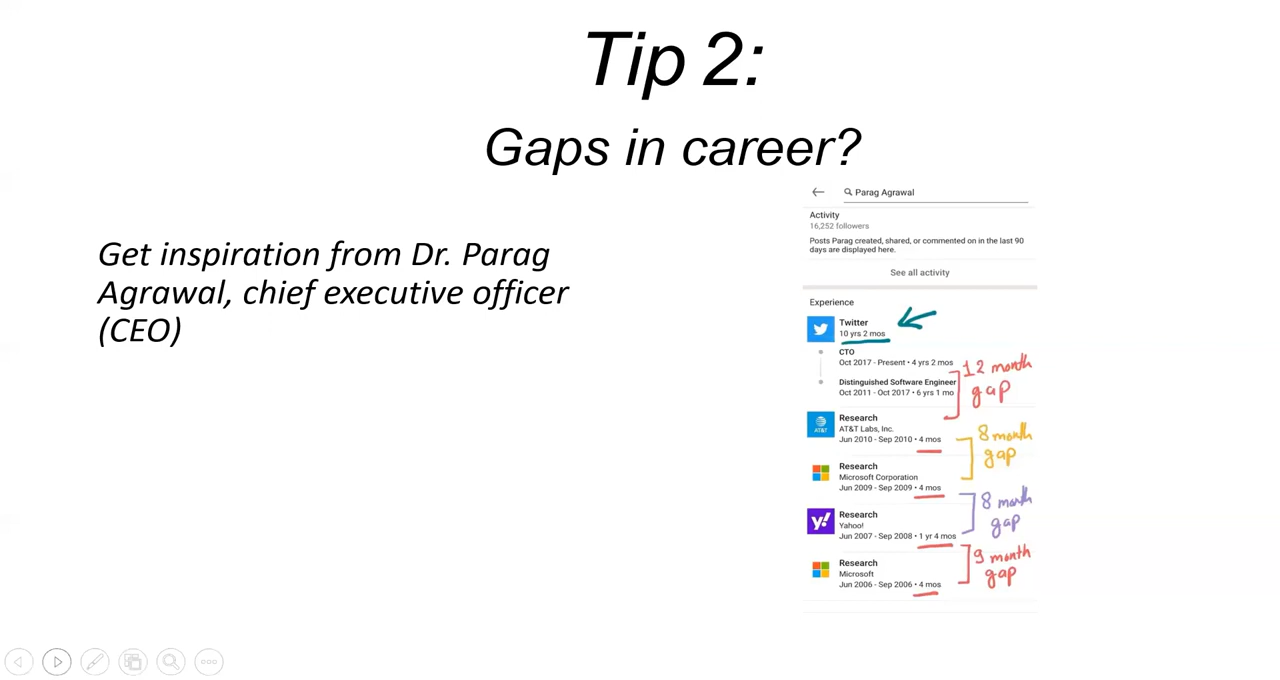 Tip 2:
Gaps in career?
Get inspiration from Dr. Parag
Agrawal, chief executive officer
(CEO)
Parag Agrawal
Activity
16,252 followers
Posts Parag created, shared, or commented on in the last 90
days are displayed here.
See all activity
Experience
Twitter
10 yrs 2 mos
CTO
Oct 2017 - Present • 4 yrs 2 mos
Distinguished Software Engineer
Oct 2011 - Oct 2017 • 6 yrs 1 mo
12 month
gap
Research
AT&T Labs, Inc.
Jun 2010 - Sep 2010 • 4 mos
AT&T
8 month
gap
Research
Microsoft Corporation
Jun 2009 - Sep 2009 • 4 mos
8 month
gap
y!
Research
Yahoo!
Jun 2007 - Sep 2008 • 1 yr 4 mos
9 month
gap
Research
Microsoft
Jun 2006 - Sep 2006 • 4 mos